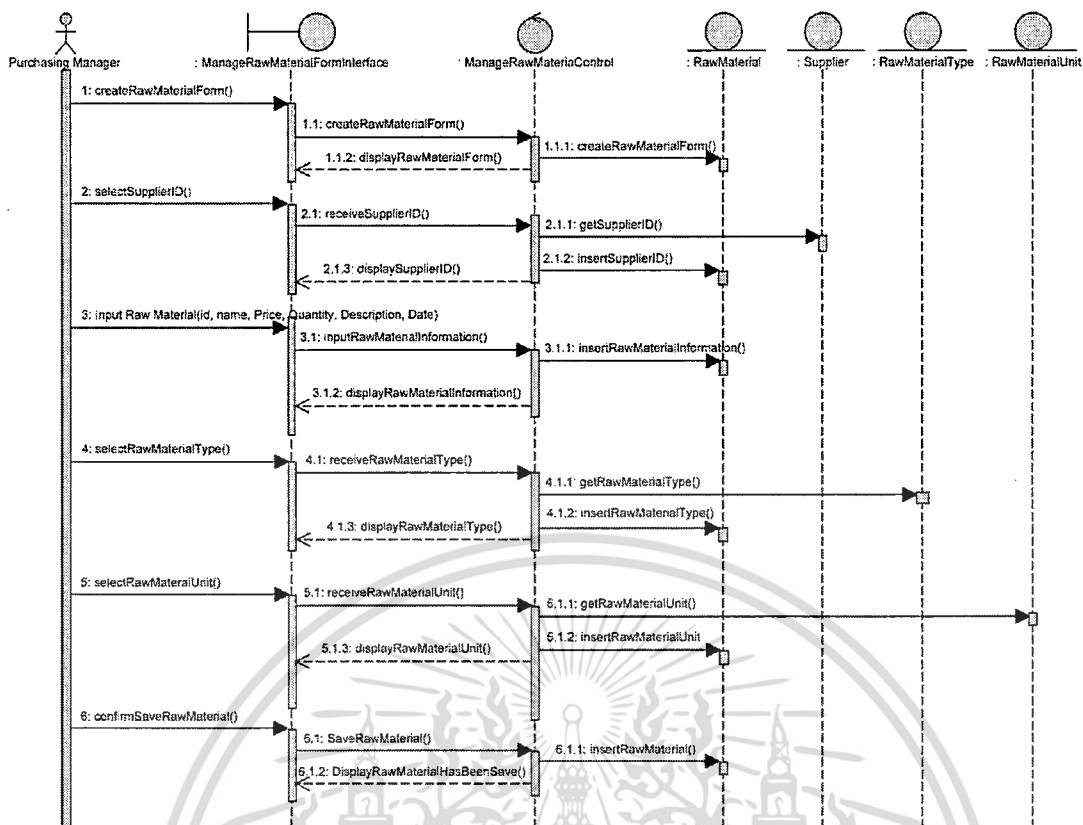 Purchasing Manager
: ManageRawMaterialFormInterface
: ManageRawMateriaControl
: RawMaterial
: Supplier
: RawMaterialType
: RawMaterialUnit
1: createRawMaterialForm()
1.1: createRawMaterialForm()
1.1.1: createRawMaterialForm()
1.1.2: displayRawMaterialForm()
2: selectSupplierID()
2.1: receiveSupplierID()
2.1.1: getSupplierID()
2.1.2: insertSupplierID()
2.1.3: displaySupplierID()
3: input Raw Material(id, name, Price, Quantity, Description, Date)
3.1: inputRawMaterialInformation()
3.1.1: insertRawMaterialInformation()
3.1.2: displayRawMaterialInformation()
4: selectRawMaterialType()
4.1: receiveRawMaterialType()
4.1.1: getRawMaterialType()
4.1.2: insertRawMaterialType()
4.1.3: displayRawMaterialType()
5: selectRawMateraiUnit()
5.1: receiveRawMaterialUnit()
5.1.1: getRawMaterialUnit()
5.1.2: insertRawMaterialUnit
5.1.3: displayRawMaterialUnit()
6: confirmSaveRawMaterial()
6.1: SaveRawMaterial()
6.1.1: insertRawMaterial()
6.1.2: DisplayRawMaterialHasBeenSave()